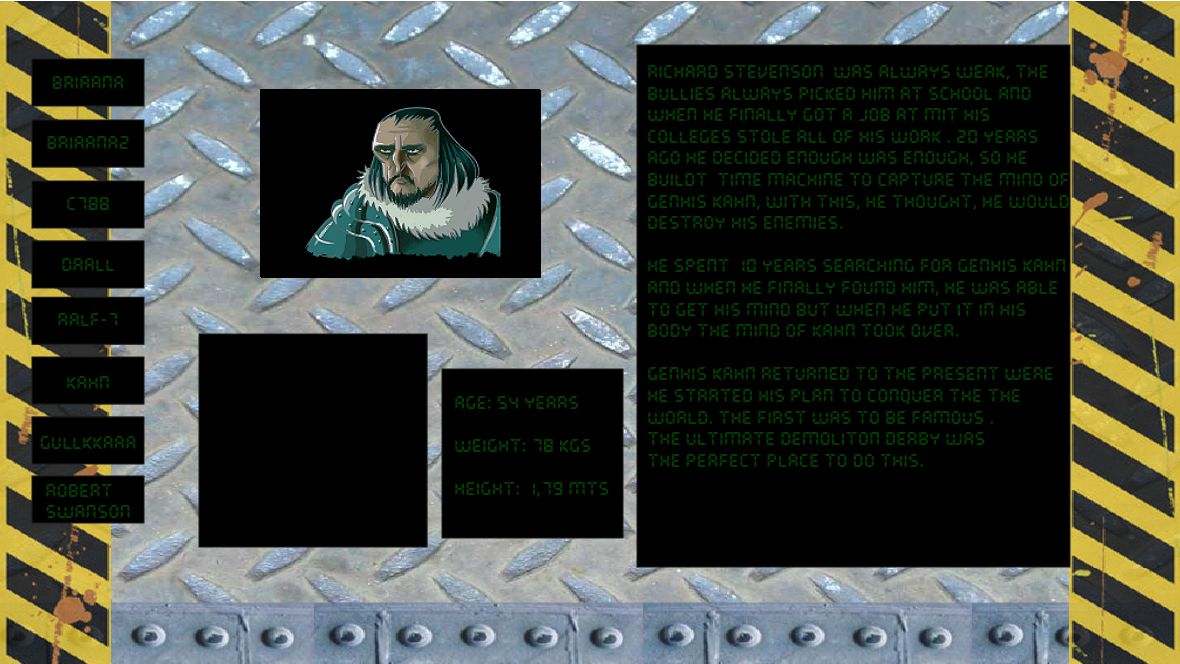 BRIARNA
BRIARNA2
C788
DRALL
RALF-7
KAHN
GULLKKARA
ROBERT
SWANSON
AGE: 54 YEARS
WEIGHT: 78 KGS
HEIGHT: 1,79 MTS
RICHARD STEVENSON WAS ALWAYS WEAK, THE
BULLIES ALWAYS PICKED HIM AT SCHOOL AND
WHEN HE FINALLY GOT A JOB AT MIT HIS
COLLEGES STOLE ALL OF HIS WORK . 20 YEARS
AGO HE DECIDED ENOUGH WAS ENOUGH, SO HE
BUILDT TIME MACHINE TO CAPTURE THE MIND OF
GENHIS KAHN, WITH THIS, HE THOUGHT, HE WOULD
DESTROY HIS ENEMIES.
HE SPENT 10 YEARS SEARCHING FOR GENHIS KAHN
AND WHEN HE FINALLY FOUND HIM, HE WAS ABLE
TO GET HIS MIND BUT WHEN HE PUT IT IN HIS
BODY THE MIND OF KAHN TOOK OVER.
GENHIS KAHN RETURNED TO THE PRESENT WERE
HE STARTED HIS PLAN TO CONQUER THE THE
WORLD. THE FIRST WAS TO BE FAMOUS .
THE ULTIMATE DEMOLITON DERBY WAS
THE PERFECT PLACE TO DO THIS.